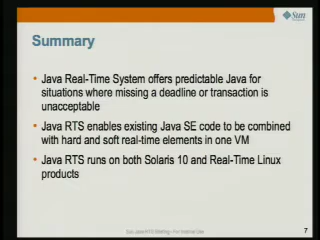 Sun
Summary
• Java Real-Time System offers predictable Java for
situations where missing a deadline or transaction is
unacceptable
• Java RTS enables existing Java SE code to be combined
with hard and soft real-time elements in one VM
• Java RTS runs on both Solaris 10 and Real-Time Linux
products
7